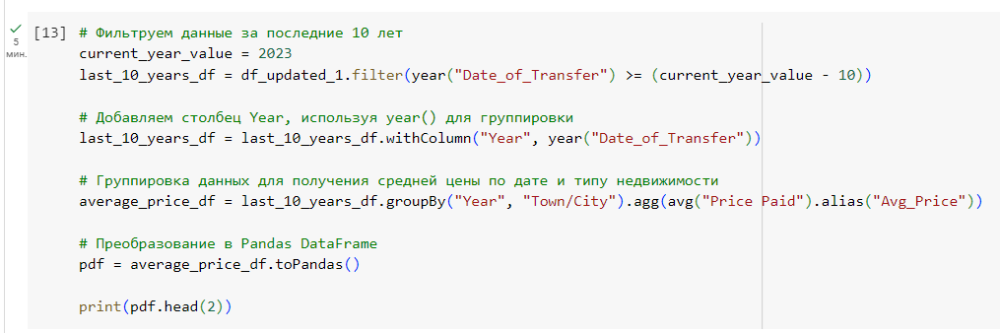 5
мин.
[13] # Фильтруем данные за последние 10 лет
current_year_value = 2023
last_10_years_df = df_updated_1.filter(year("Date_of_Transfer") >= (current_year_value - 10))
# Добавляем столбец Year, используя year() для группировки
last_10_years_df = last_10_years_df.withColumn("Year", year("Date_of_Transfer"))
# Группировка данных для получения средней цены по дате и типу недвижимости
average_price_df = last_10_years_df.groupBy("Year", "Town/City").agg(avg("Price Paid").alias("Avg_Price"))
# Преобразование в Pandas DataFrame
pdf = average_price_df.toPandas()
print(pdf.head(2))